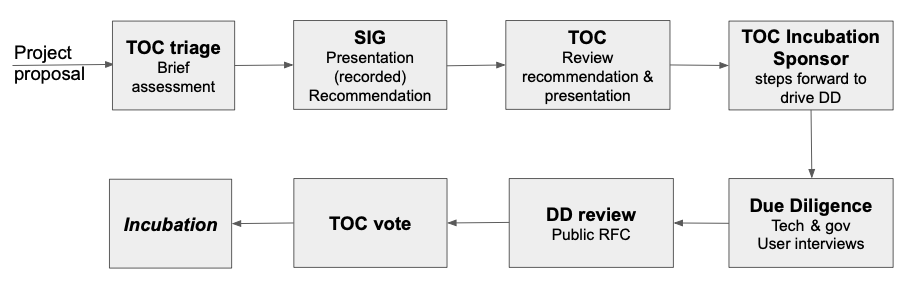 Project
proposal
TOC triage
Brief
assessment
SIG
Presentation
(recorded)
Recommendation
TOC
Review
recommendation &
presentation
TOC Incubation
Sponsor
steps forward to
drive DD
Due Diligence
Tech & gov
User interviews
DD review
Public RFC
TOC vote
Incubation